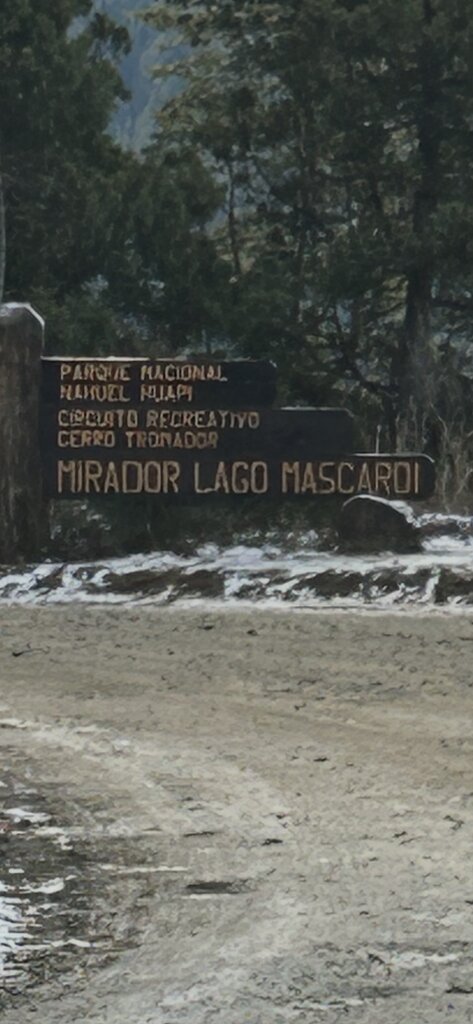 PARQUE NACIONAL
NAHUEL HUAPI
CIRCUITO RECREATIVO
CERRO TRONADOR
MIRADOR LAGO MASCARDI